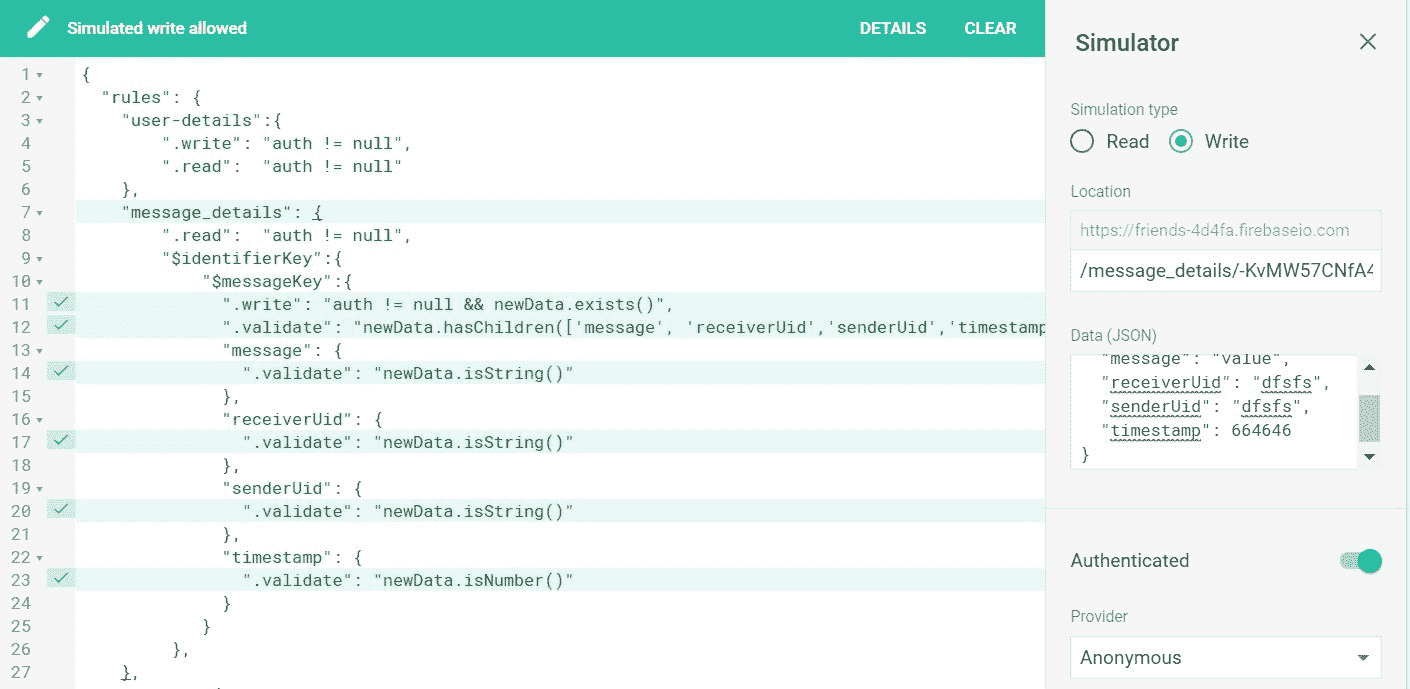 Simulated write allowed
DETAILS
CLEAR
1 {
2 "rules": {
3 "user-details":{
4 ".write": "auth != null",
5 ".read":  "auth != null"
6 },
7 "message_details": {
8 ".read":  "auth != null",
9 "$identifierKey":{
10 "$messageKey":{
11 ".write": "auth != null && newData.exists()",
12 ".validate": "newData.hasChildren(['message', 'receiverUid','senderUid','timestamp
13 "message": {
14 ".validate": "newData.isString()"
15 },
16 "receiverUid": {
17 ".validate": "newData.isString()"
18 },
19 "senderUid": {
20 ".validate": "newData.isString()"
21 },
22 "timestamp": {
23 ".validate": "newData.isNumber()"
24 }
25 }
26 },
27 },
Simulator
Simulation type
Read
Write
Location
https://friends-4d4fa.firebaseio.com
/message_details/-KvMW57CNfA4
Data (JSON)
"message": "value",
"receiverUid": "dfsfs",
"senderUid": "dfsfs",
"timestamp": 664646
}
Authenticated
Provider
Anonymous